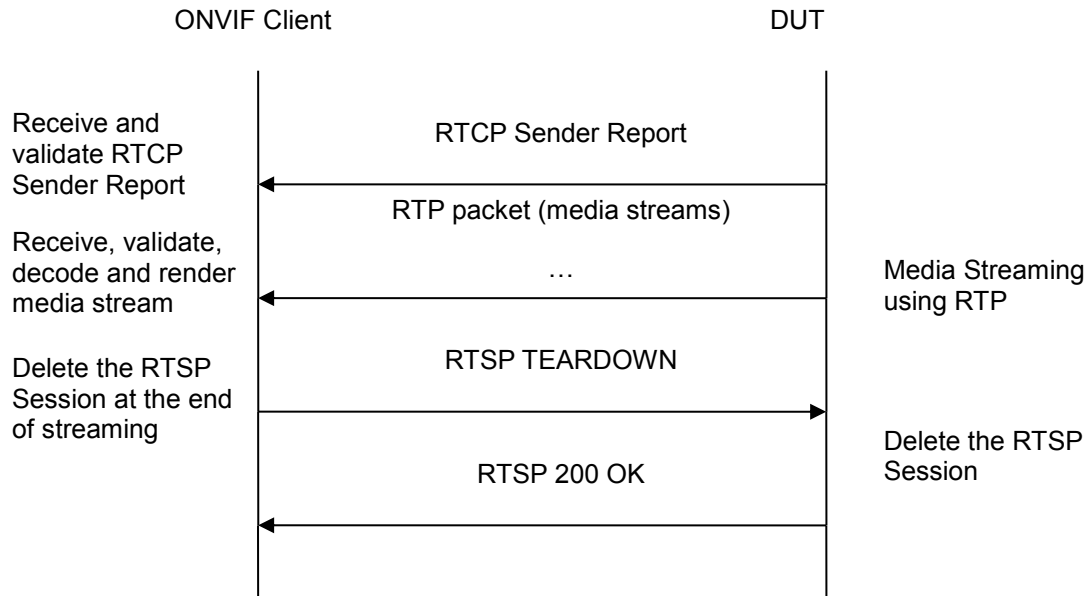 ONVIF Client
DUT
Receive and
validate RTCP
Sender Report
RTCP Sender Report
RTP packet (media streams)
Receive, validate,
decode and render
media stream
…
Media Streaming
using RTP
RTSP TEARDOWN
Delete the RTSP
Session at the end
of streaming
Delete the RTSP
Session
RTSP 200 OK